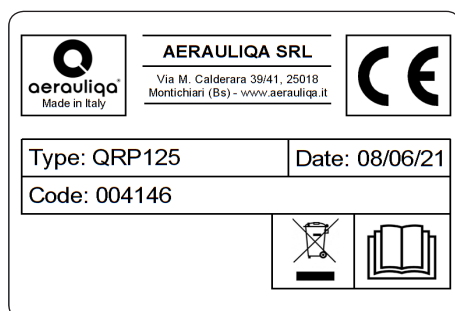 aerauliqa®
Made in Italy
AERAULIQA SRL
Via M. Calderara 39/41, 25018
Montichiari (Bs) - www.aerauliqa.it
CE
Type: QRP125
Date: 08/06/21
Code: 004146